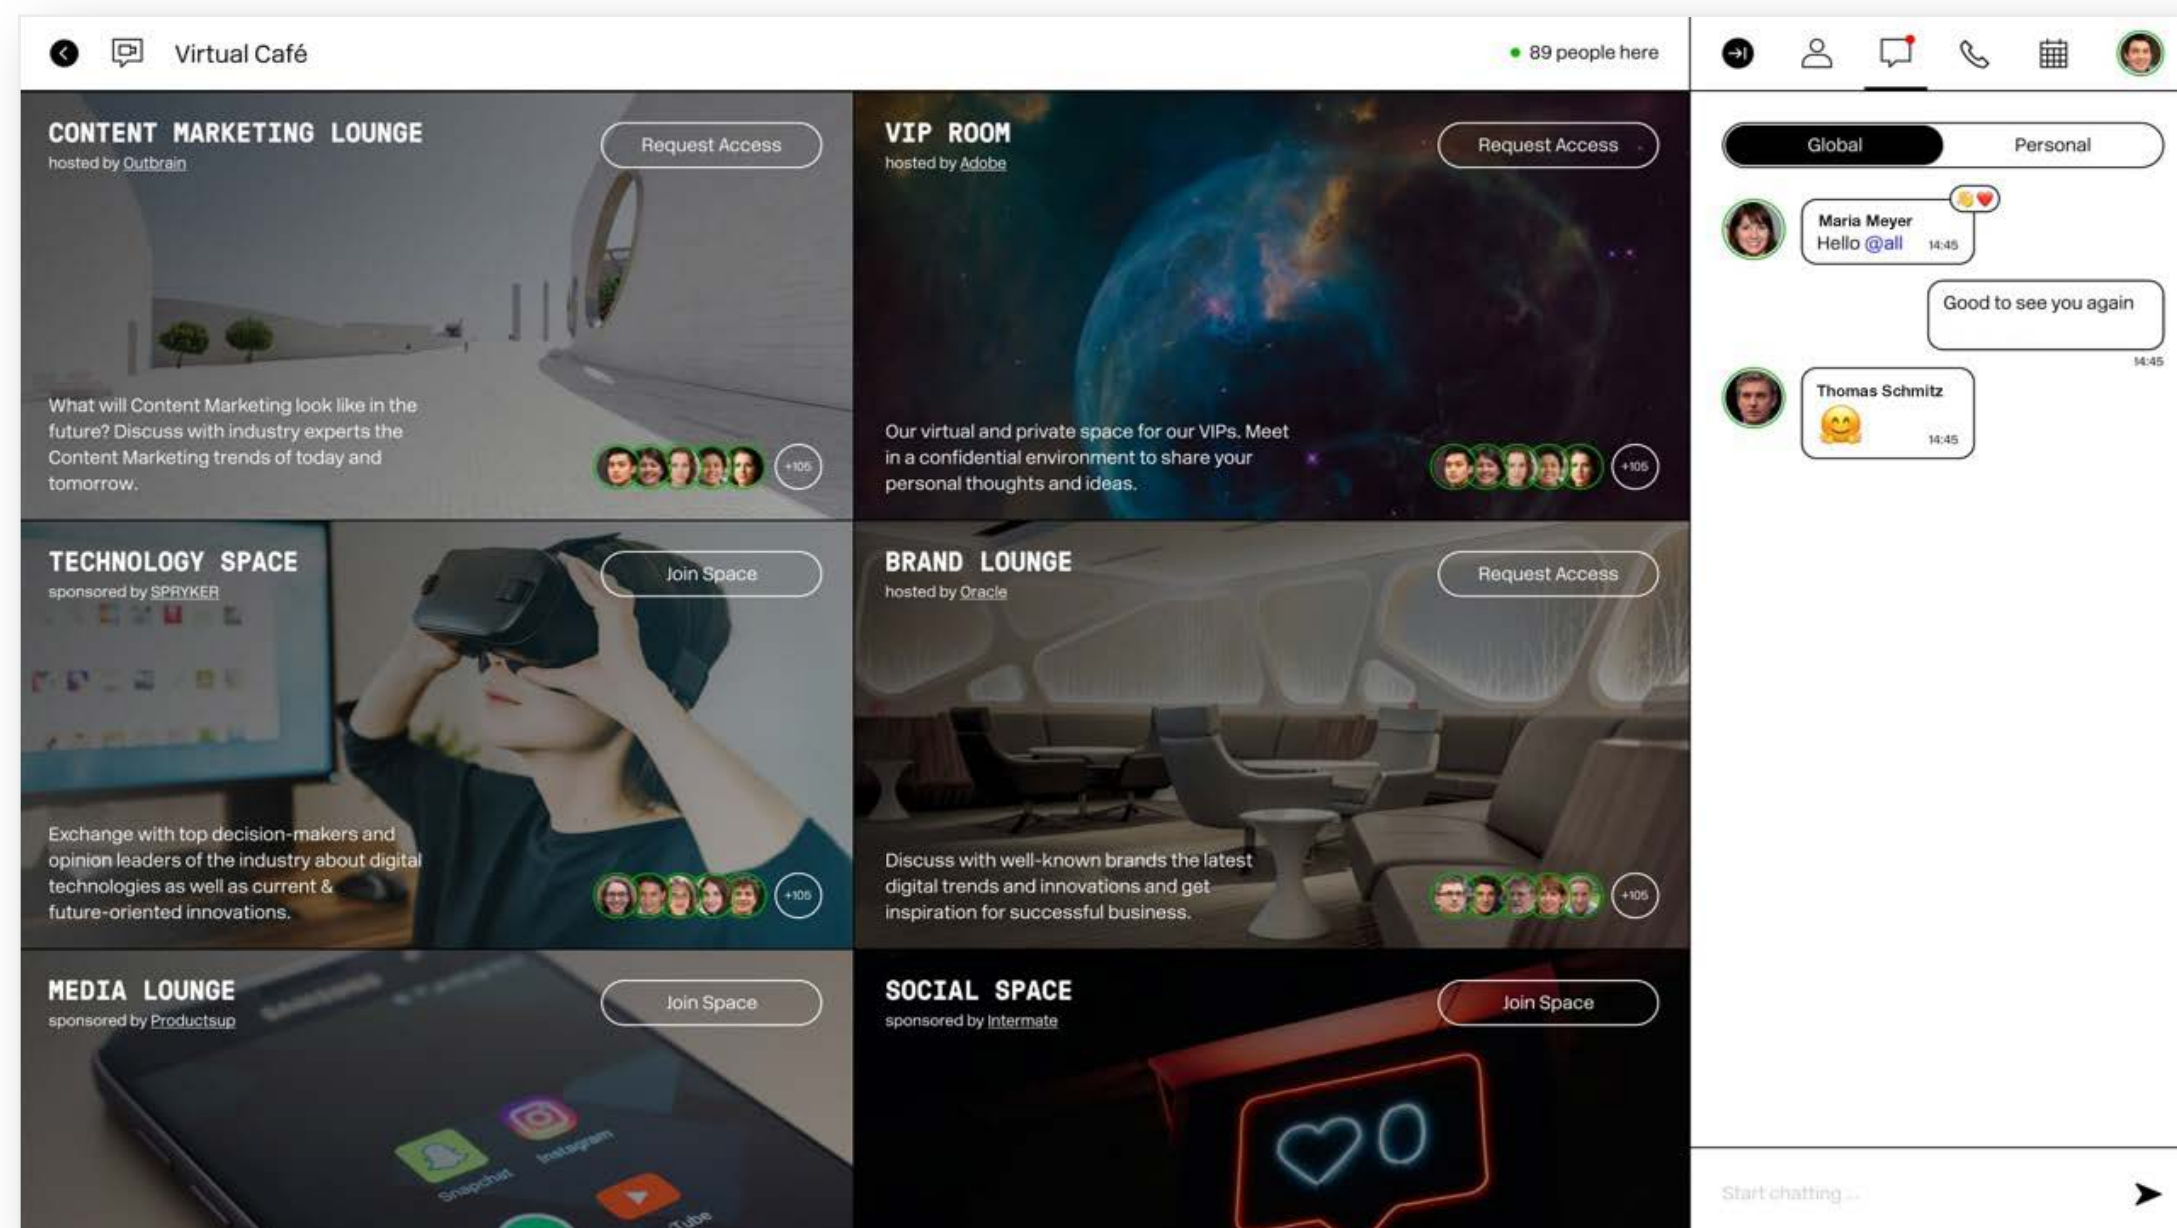 Virtual Café
89 people here
CONTENT MARKETING LOUNGE
hosted by Outbrain
Request Access
What will Content Marketing look like in the
future? Discuss with industry experts the
Content Marketing trends of today and
tomorrow.
+105
VIP ROOM
hosted by Adobe
Request Access
Our virtual and private space for our VIPs. Meet
in a confidential environment to share your
personal thoughts and ideas.
+105
TECHNOLOGY SPACE
sponsored by SPRYKER
Join Space
Exchange with top decision-makers and
opinion leaders of the industry about digital
technologies as well as current &
future-oriented innovations.
+105
BRAND LOUNGE
hosted by Oracle
Request Access
Discuss with well-known brands the latest
digital trends and innovations and get
inspiration for successful business.
+105
MEDIA LOUNGE
sponsored by Productsup
Join Space
SAMSUNG
Snapchat
Instagram
Tube
SOCIAL SPACE
sponsored by Intermate
Join Space
0
Global
Personal
Maria Meyer
Hello @all 14:45
Good to see you again
14:45
Thomas Schmitz
14:45
Start chatting...